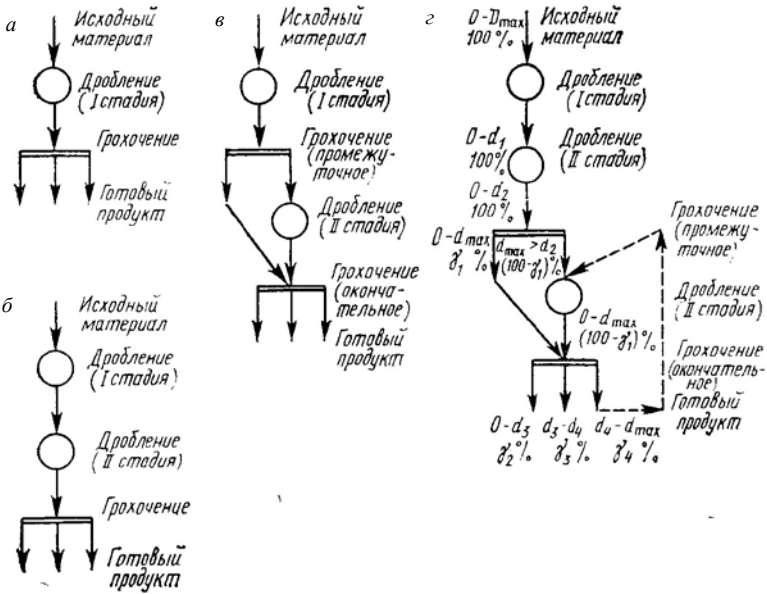 а
Исходный
материал
Дробление
(I стадия)
Грохочение
Готовый
продукт
б
Исходный
материал
Дробление
(I стадия)
Дробление
(II стадия)
Грохочение
Готовый
продукт
в
Исходный
материал
Дробление
(I стадия)
Грохочение
(промежу-
точное)
Дробление
(II стадия)
Грохочение
(оконча-
тельное)
Готовый
продукт
г
0-Dmax
100 %
Исходный
материал
Дробление
(I стадия)
0-d1
100%
Дробление
(II стадия)
0-d2
100 %
0-dmax
γ1 %
dmax>d2
(100-γ1)%
Грохочение
(промежу-
точное)
Дробление
(II стадия)
0-dmax
(100-γ1)%
Грохочение
(окончатель-
ное)
Готовый
продукт
0-d3 d3-d4 d4-dmax
γ2 % γ3 % γ4 %